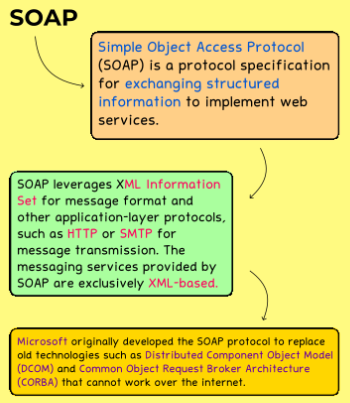 SOAP
Simple Object Access Protocol
(SOAP) is a protocol specification
for exchanging structured
information to implement web
services.
SOAP leverages XML Information
Set for message format and
other application-layer protocols,
such as HTTP or SMTP for
message transmission. The
messaging services provided by
SOAP are exclusively XML-based.
Microsoft originally developed the SOAP protocol to replace
old technologies such as Distributed Component Object Model
(DCOM) and Common Object Request Broker Architecture
(CORBA) that cannot work over the internet.